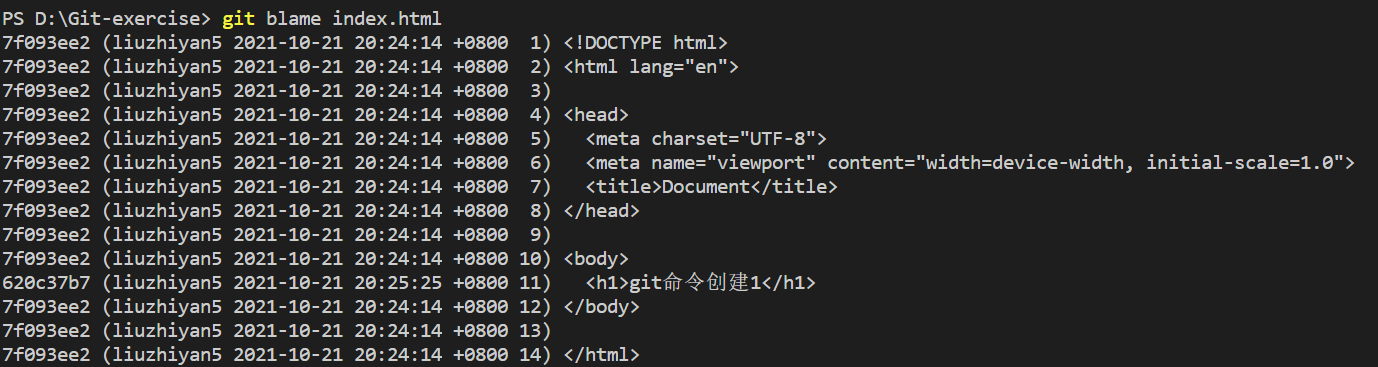 PS D:\Git-exercise> git blame index.html
7f093ee2 (liuzhiyan5 2021-10-21 20:24:14 +0800  1) <!DOCTYPE html>
7f093ee2 (liuzhiyan5 2021-10-21 20:24:14 +0800  2) <html lang="en">
7f093ee2 (liuzhiyan5 2021-10-21 20:24:14 +0800  3)
7f093ee2 (liuzhiyan5 2021-10-21 20:24:14 +0800  4) <head>
7f093ee2 (liuzhiyan5 2021-10-21 20:24:14 +0800  5)   <meta charset="UTF-8">
7f093ee2 (liuzhiyan5 2021-10-21 20:24:14 +0800  6)   <meta name="viewport" content="width=device-width, initial-scale=1.0">
7f093ee2 (liuzhiyan5 2021-10-21 20:24:14 +0800  7)   <title>Document</title>
7f093ee2 (liuzhiyan5 2021-10-21 20:24:14 +0800  8) </head>
7f093ee2 (liuzhiyan5 2021-10-21 20:24:14 +0800  9)
7f093ee2 (liuzhiyan5 2021-10-21 20:24:14 +0800 10) <body>
620c37b7 (liuzhiyan5 2021-10-21 20:25:25 +0800 11)   <h1>git命令创建1</h1>
7f093ee2 (liuzhiyan5 2021-10-21 20:24:14 +0800 12) </body>
7f093ee2 (liuzhiyan5 2021-10-21 20:24:14 +0800 13)
7f093ee2 (liuzhiyan5 2021-10-21 20:24:14 +0800 14) </html>